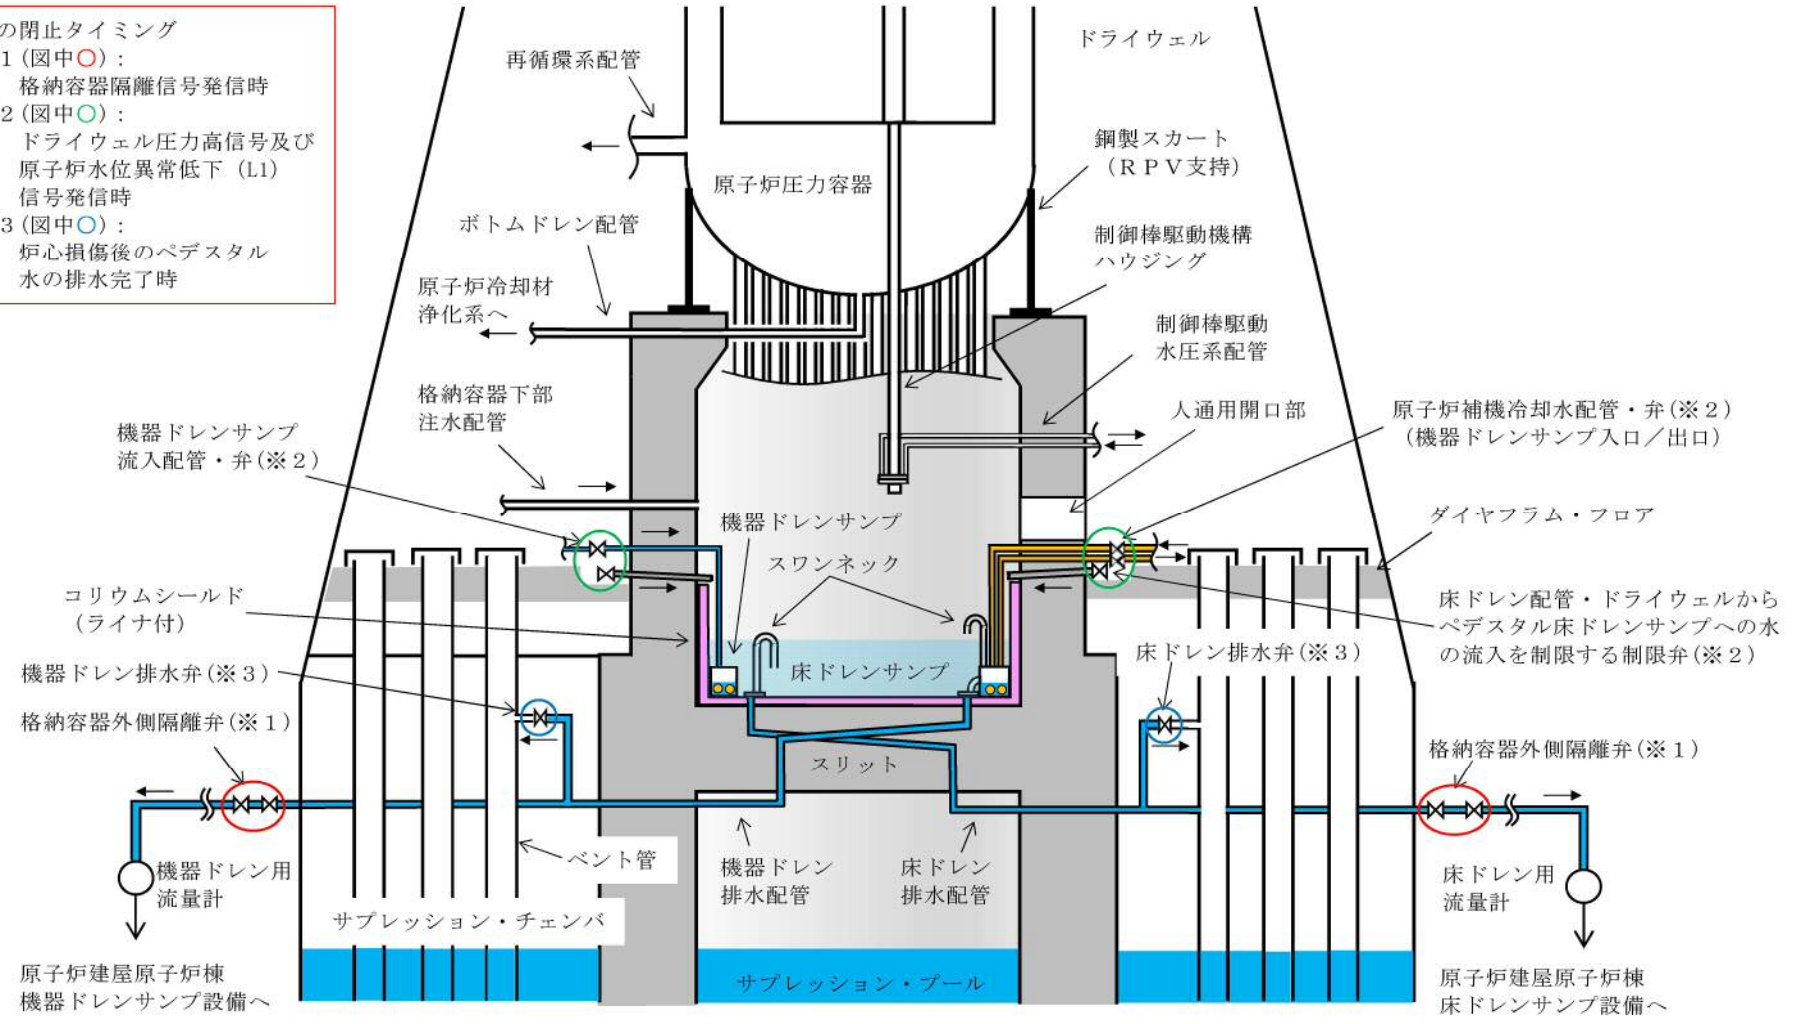 の閉止タイミング
1(図中○):
格納容器隔離信号発信時
2(図中○):
ドライウェル圧力高信号及び
原子炉水位異常低下(L1)
信号発信時
3(図中○):
炉心損傷後のペデスタル
水の排水完了時
再循環系配管
ドライウェル
鋼製スカート
(RPV支持)
原子炉圧力容器
ボトムドレン配管
制御棒駆動機構
ハウジング
原子炉冷却材
浄化系へ
制御棒駆動
水圧系配管
格納容器下部
注水配管
人通用開口部
原子炉補機冷却水配管・弁(※2)
(機器ドレンサンプ入口/出口)
機器ドレンサンプ
流入配管・弁(※2)
機器ドレンサンプ
ダイヤフラム・フロア
スワンネック
コリウムシールド
(ライナ付)
床ドレン配管・ドライウェルから
ペデスタル床ドレンサンプへの水
の流入を制限する制限弁(※2)
機器ドレン排水弁(※3)
床ドレンサンプ
床ドレン排水弁(※3)
格納容器外側隔離弁(※1)
スリット
格納容器外側隔離弁(※1)
機器ドレン用
流量計
ベント管
機器ドレン
排水配管
床ドレン
排水配管
床ドレン用
流量計
サプレッション・チェンバ
サプレッション・プール
原子炉建屋原子炉棟
機器ドレンサンプ設備へ
原子炉建屋原子炉棟
床ドレンサンプ設備へ